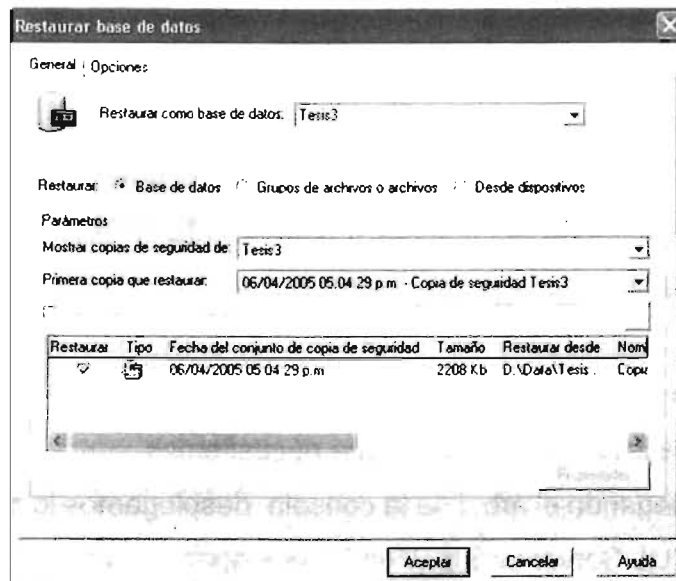 Restaurar base de datos
General Opciones
Restaurar como base de datos: Tesis3
Restaurar: Base de datos Grupos de archivos o archivos Desde dispositivos
Parámetros
Mostrar copias de seguridad de: Tesis3
Primera copia que restaurar: 06/04/2005 05:04:29 p.m. - Copia de seguridad Tesis3
Restaurar Tipo Fecha del conjunto de copia de seguridad Tamaño Restaurar desde Nom
06/04/2005 05:04:29 p.m. 2208 Kb D:\Data\Tesis... Copia
la consola
Aceptar Cancelar Ayuda